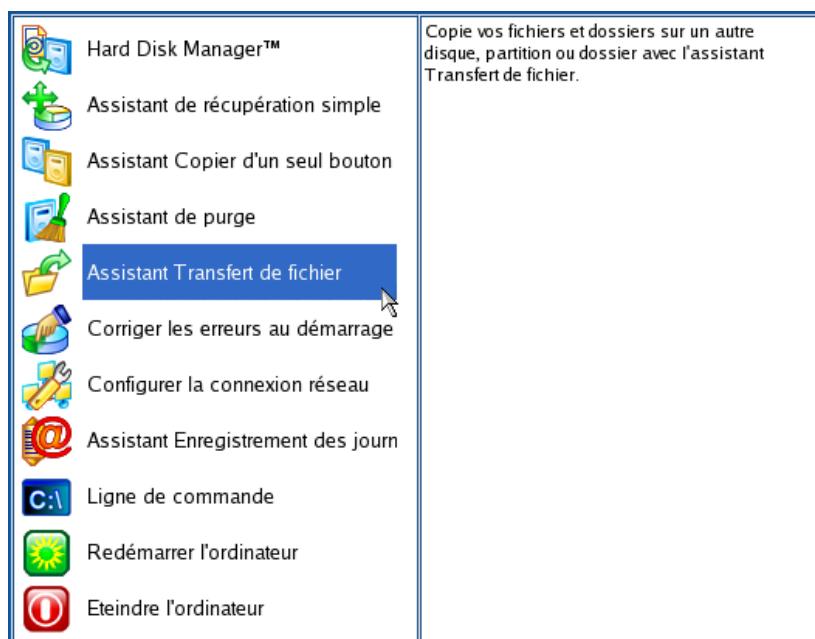 Hard Disk Manager™
Assistant de récupération simple
Assistant Copier d'un seul bouton
Assistant de purge
Assistant Transfert de fichier
Corriger les erreurs au démarrage
Configurer la connexion réseau
Assistant Enregistrement des journ
C:\
Ligne de commande
Redémarrer l'ordinateur
Eteindre l'ordinateur
Copie vos fichiers et dossiers sur un autre
disque, partition ou dossier avec l'assistant
Transfert de fichier.